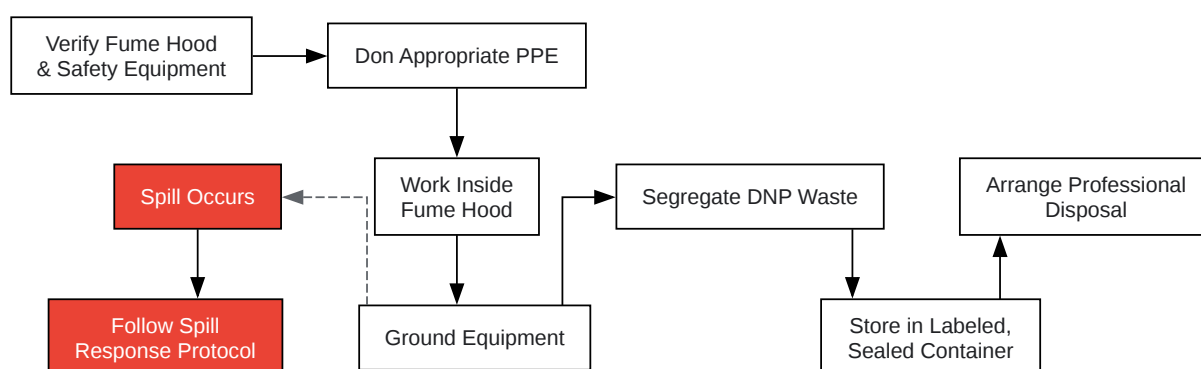 Verify Fume Hood
& Safety Equipment
Don Appropriate PPE
Spill Occurs
Work Inside
Fume Hood
Segregate DNP Waste
Arrange Professional
Disposal
Follow Spill
Response Protocol
Ground Equipment
Store in Labeled,
Sealed Container